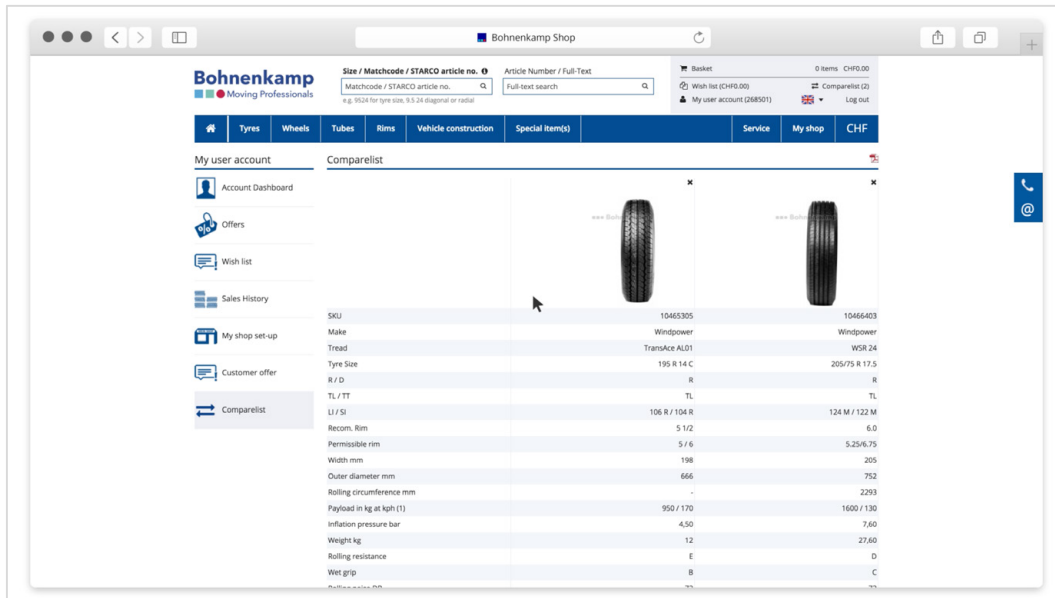 Bohnenkamp Shop
Bohnenkamp
Moving Professionals
Size / Matchcode / STARCO article no.
Matchcode / STARCO article no.
e.g. 9524 for tyre size, 9.5 24 diagonal or radial
Article Number / Full-Text
Full-text search
Basket
0 items CHF0.00
Wish list (CHF0.00)
Comparelist (2)
My user account (268501)
Log out
Tyres Wheels Tubes Rims Vehicle construction Special item(s) Service My shop CHF
My user account
Account Dashboard
Offers
Wish list
Sales History
My shop set-up
Customer offer
Comparelist
Comparelist
SKU 10465305 10466403
Make Windpower Windpower
Tread TransAce AL01 WSR 24
Tyre Size 195 R 14 C 205/75 R 17.5
R / D R R
TL / TT TL TL
LI / SI 106 R / 104 R 124 M / 122 M
Recom. Rim 5 1/2 6.0
Permissible rim 5 / 6 5.25/6.75
Width mm 198 205
Outer diameter mm 666 752
Rolling circumference mm - 2293
Payload in kg at kph (1) 950 / 170 1600 / 130
Inflation pressure bar 4,50 7,60
Weight kg 12 27,60
Rolling resistance E D
Wet grip B C